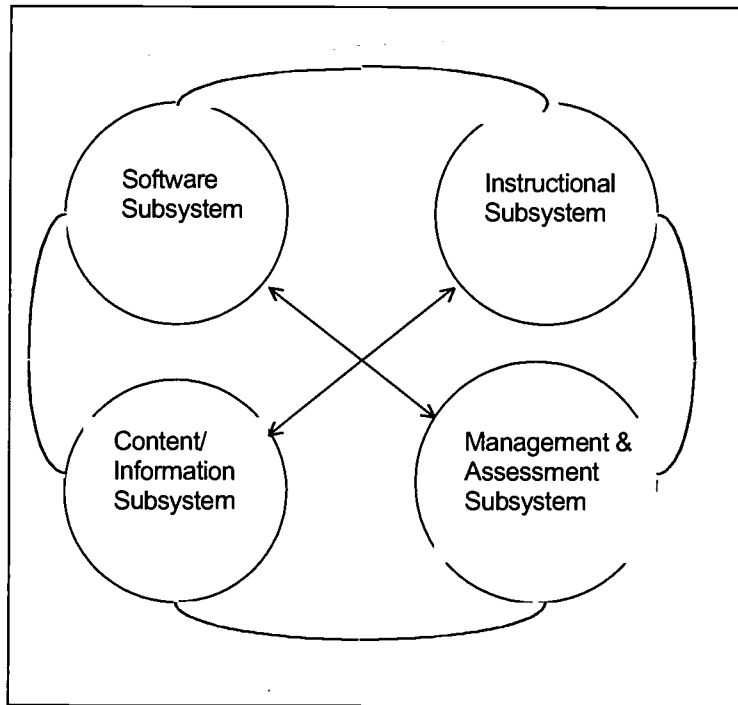 Software
Subsystem
Instructional
Subsystem
Content/
Information
Subsystem
Management &
Assessment
Subsystem